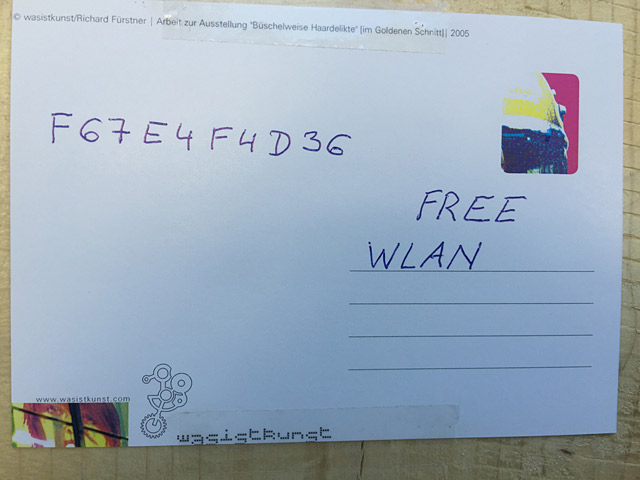 © wasistkunst/Richard Fürstner | Arbeit zur Ausstellung "Büschelweise Haardelikte" [im Goldenen Schnitt] | 2005
F67E4F4D36
FREE
WLAN
www.wasistkunst.com
wasistkunst